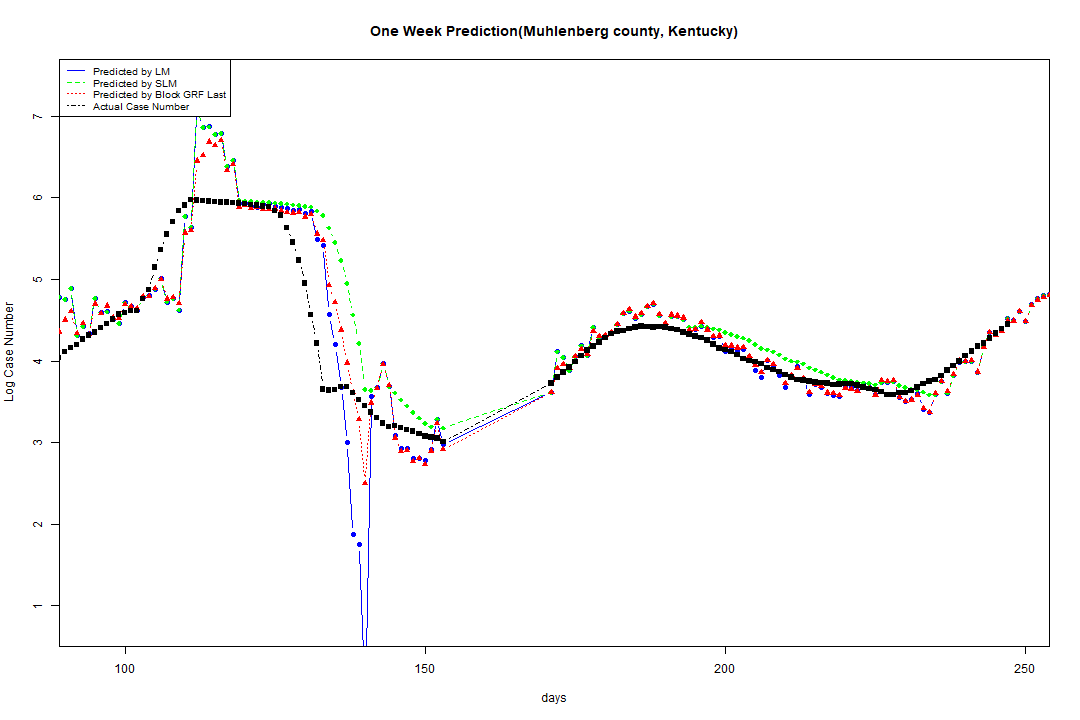 One Week Prediction(Muhlenberg county, Kentucky)
Predicted by LM
Predicted by SLM
Predicted by Block GRF Last
Actual Case Number
7
6
5
4
3
2
1
Log Case Number
100 150 200 250
days